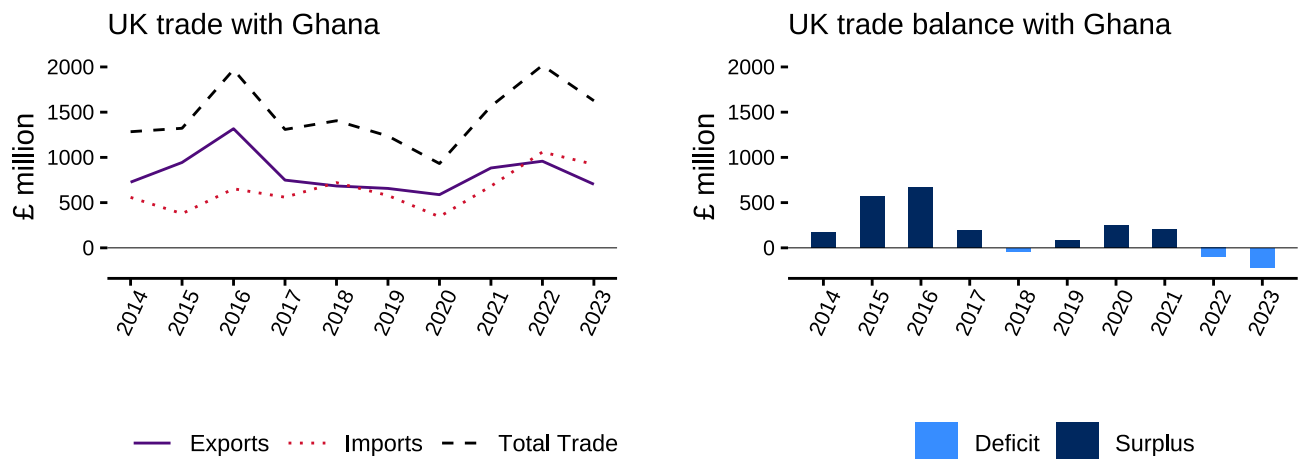 UK trade with Ghana
£ million
2000
1500
1000
500
0
2014 2015 2016 2017 2018 2019 2020 2021 2022 2023
Exports Imports Total Trade
UK trade balance with Ghana
£ million
2000
1500
1000
500
0
2014 2015 2016 2017 2018 2019 2020 2021 2022 2023
Deficit Surplus